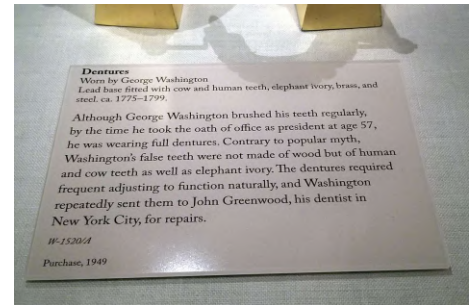 Dentures
Worn by George Washington
Lead base fitted with cow and human teeth, elephant ivory, brass, and
steel. ca. 1775–1799.
Although George Washington brushed his teeth regularly,
by the time he took the oath of office as president at age 57,
he was wearing full dentures. Contrary to popular myth,
Washington's false teeth were not made of wood but of human
and cow teeth as well as elephant ivory. The dentures required
frequent adjusting to function naturally, and Washington
repeatedly sent them to John Greenwood, his dentist in
New York City, for repairs.
W-1520/A
Purchase, 1949